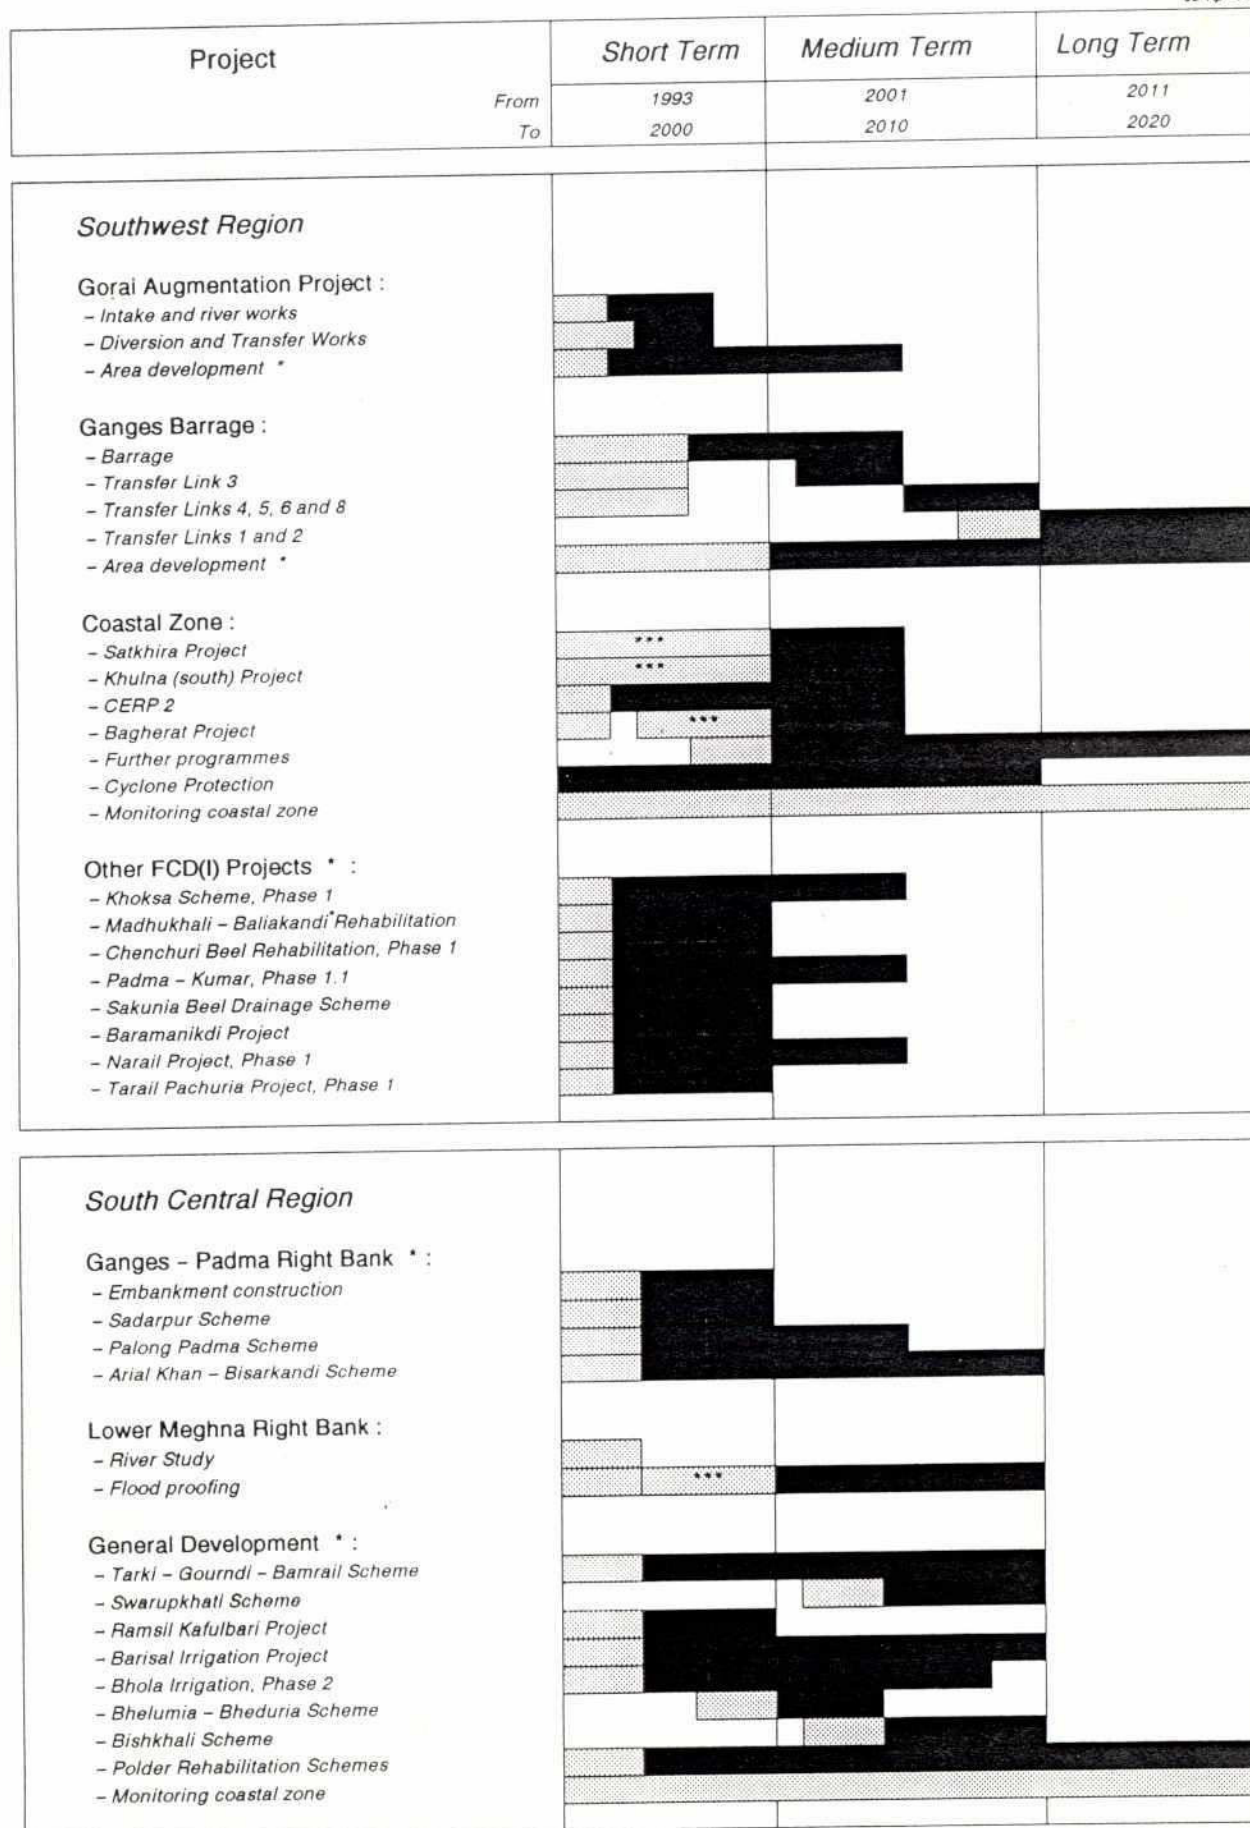 Project Short Term Medium Term Long Term
From 1993 2001 2011
To 2000 2010 2020
Southwest Region
Gorai Augmentation Project :
– Intake and river works
– Diversion and Transfer Works
– Area development *
Ganges Barrage :
– Barrage
– Transfer Link 3
– Transfer Links 4, 5, 6 and 8
– Transfer Links 1 and 2
– Area development *
Coastal Zone :
– Satkhira Project ***
– Khulna (south) Project ***
– CERP 2
– Bagherat Project ***
– Further programmes
– Cyclone Protection
– Monitoring coastal zone
Other FCD(I) Projects * :
– Khoksa Scheme, Phase 1
– Madhukhali – Baliakandi Rehabilitation
– Chenchuri Beel Rehabilitation, Phase 1
– Padma – Kumar, Phase 1.1
– Sakunia Beel Drainage Scheme
– Baramanikdi Project
– Narail Project, Phase 1
– Tarail Pachuria Project, Phase 1
South Central Region
Ganges – Padma Right Bank * :
– Embankment construction
– Sadarpur Scheme
– Palong Padma Scheme
– Arial Khan – Bisarkandi Scheme
Lower Meghna Right Bank :
– River Study
– Flood proofing ***
General Development * :
– Tarki – Gourndi – Bamrail Scheme
– Swarupkhati Scheme
– Ramsil Kafulbari Project
– Barisal Irrigation Project
– Bhola Irrigation, Phase 2
– Bhelumia – Bheduria Scheme
– Bishkhali Scheme
– Polder Rehabilitation Schemes
– Monitoring coastal zone